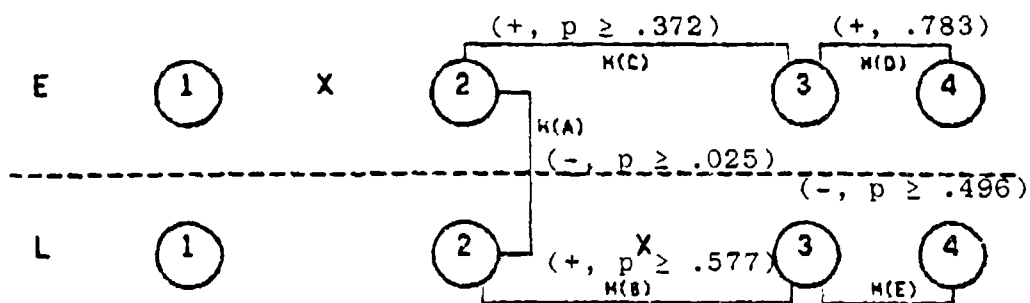 (+, p ≥ .372) (+, .783)
H(C) H(D)
E 1 X 2 3 4
H(A)
(-, p ≥ .025)
(-, p ≥ .496)
L 1 2 X 3 4
(+, p ≥ .577)
H(B) H(E)